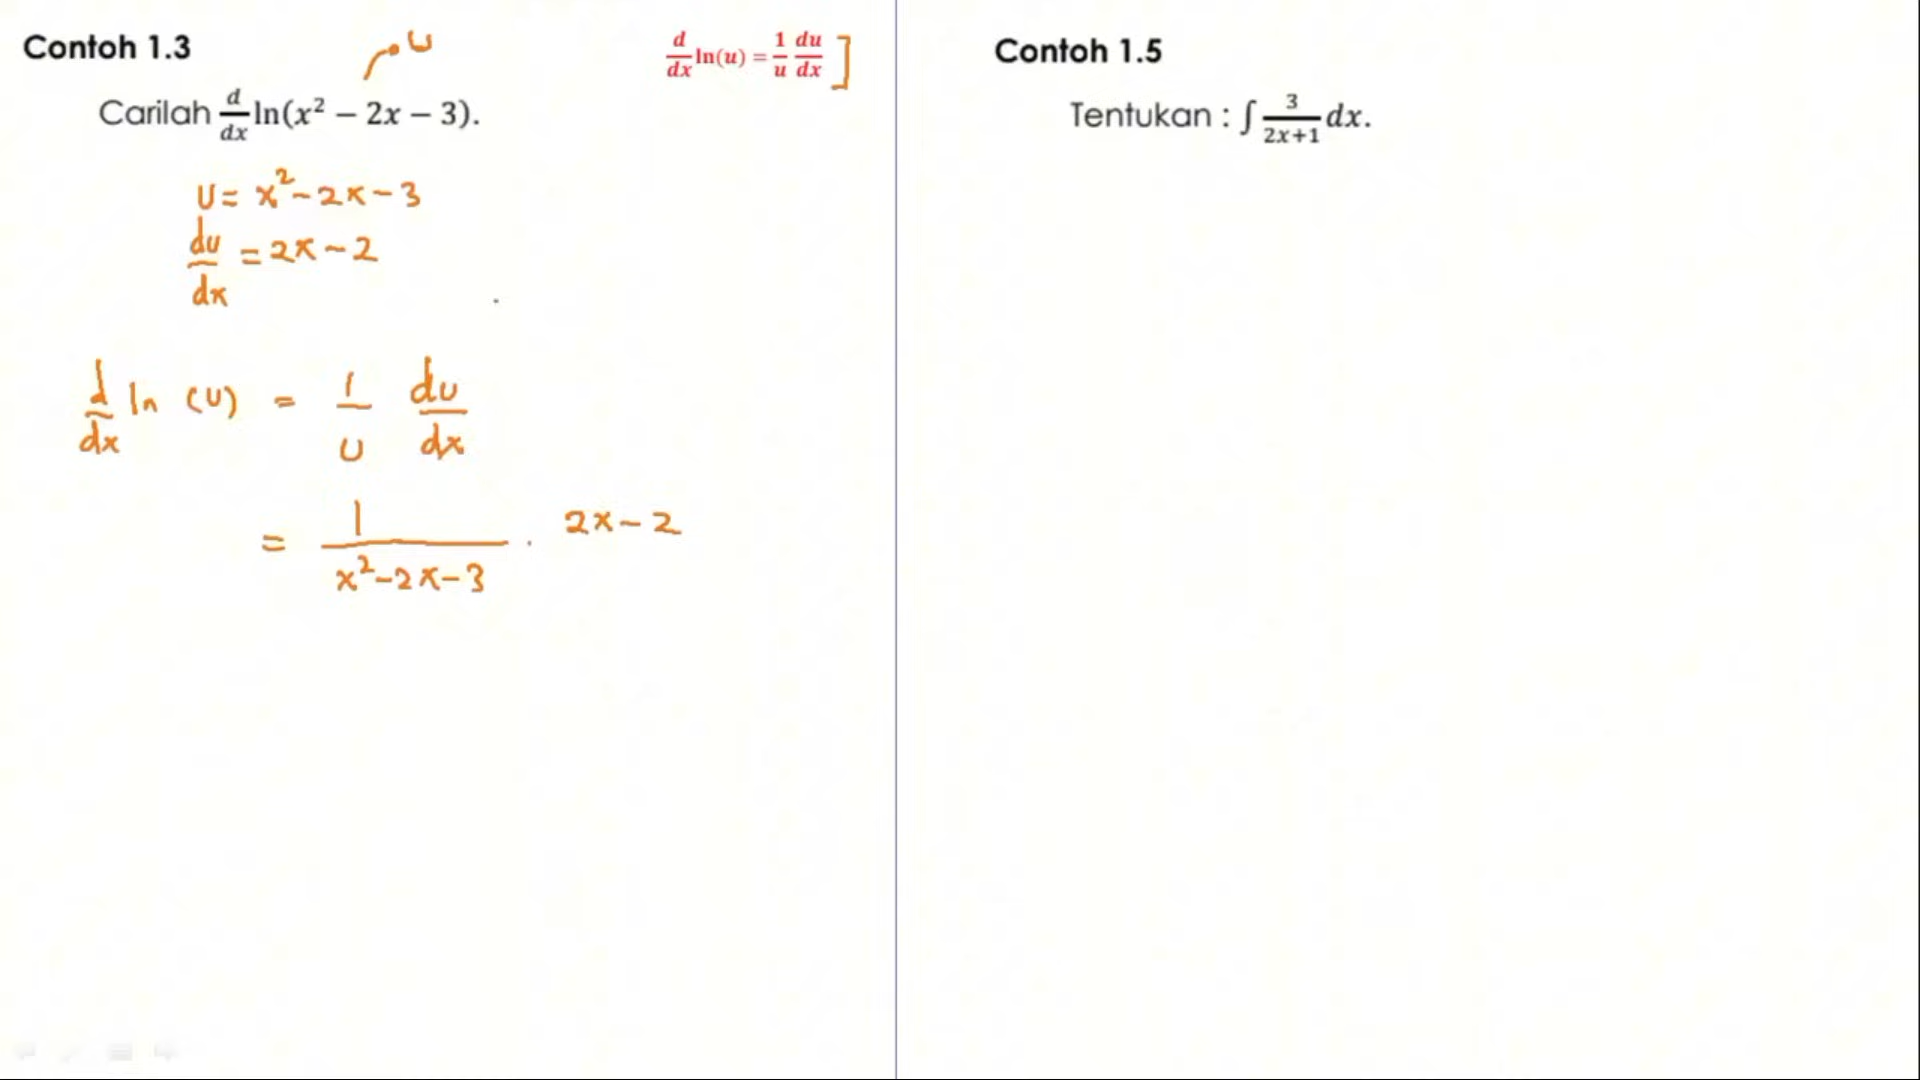 Contoh 1.3
u
d/dx ln(u) = 1/u du/dx ]
Carilah d/dx ln(x² − 2x − 3).
U = x² − 2x − 3
du/dx = 2x − 2
d/dx ln (u) = 1/u du/dx
= 1/(x² − 2x − 3) · 2x − 2
Contoh 1.5
Tentukan : ∫ 3/(2x+1) dx.